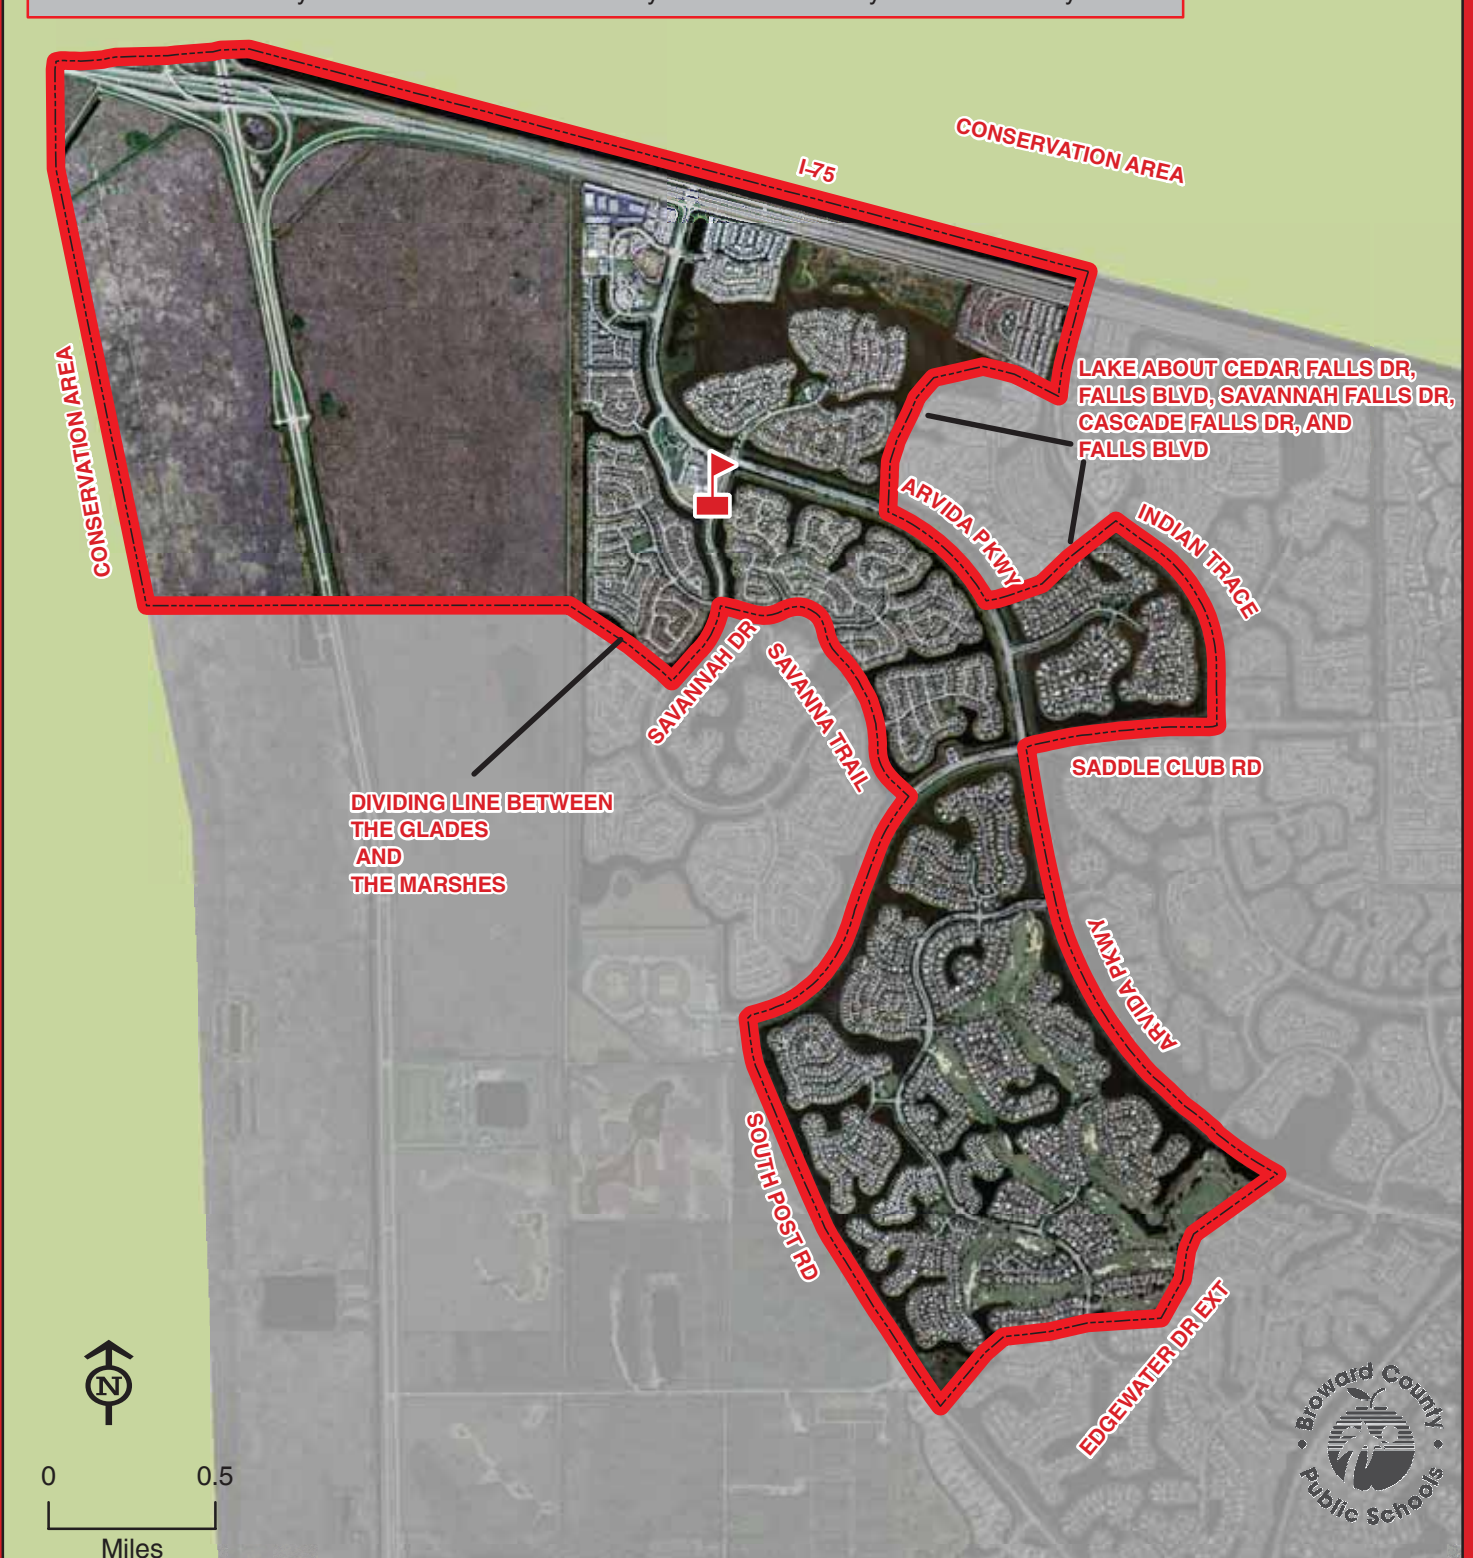 CONSERVATION AREA
I-75
CONSERVATION AREA
LAKE ABOUT CEDAR FALLS DR,
FALLS BLVD, SAVANNAH FALLS DR,
CASCADE FALLS DR, AND
FALLS BLVD
ARVIDA PKWY
INDIAN TRACE
SAVANNAH DR
SAVANNA TRAIL
SADDLE CLUB RD
DIVIDING LINE BETWEEN
THE GLADES
AND
THE MARSHES
ARVIDA PKWY
SOUTH POST RD
EDGEWATER DR EXT
N
0 0.5
Miles
Broward County
Public Schools